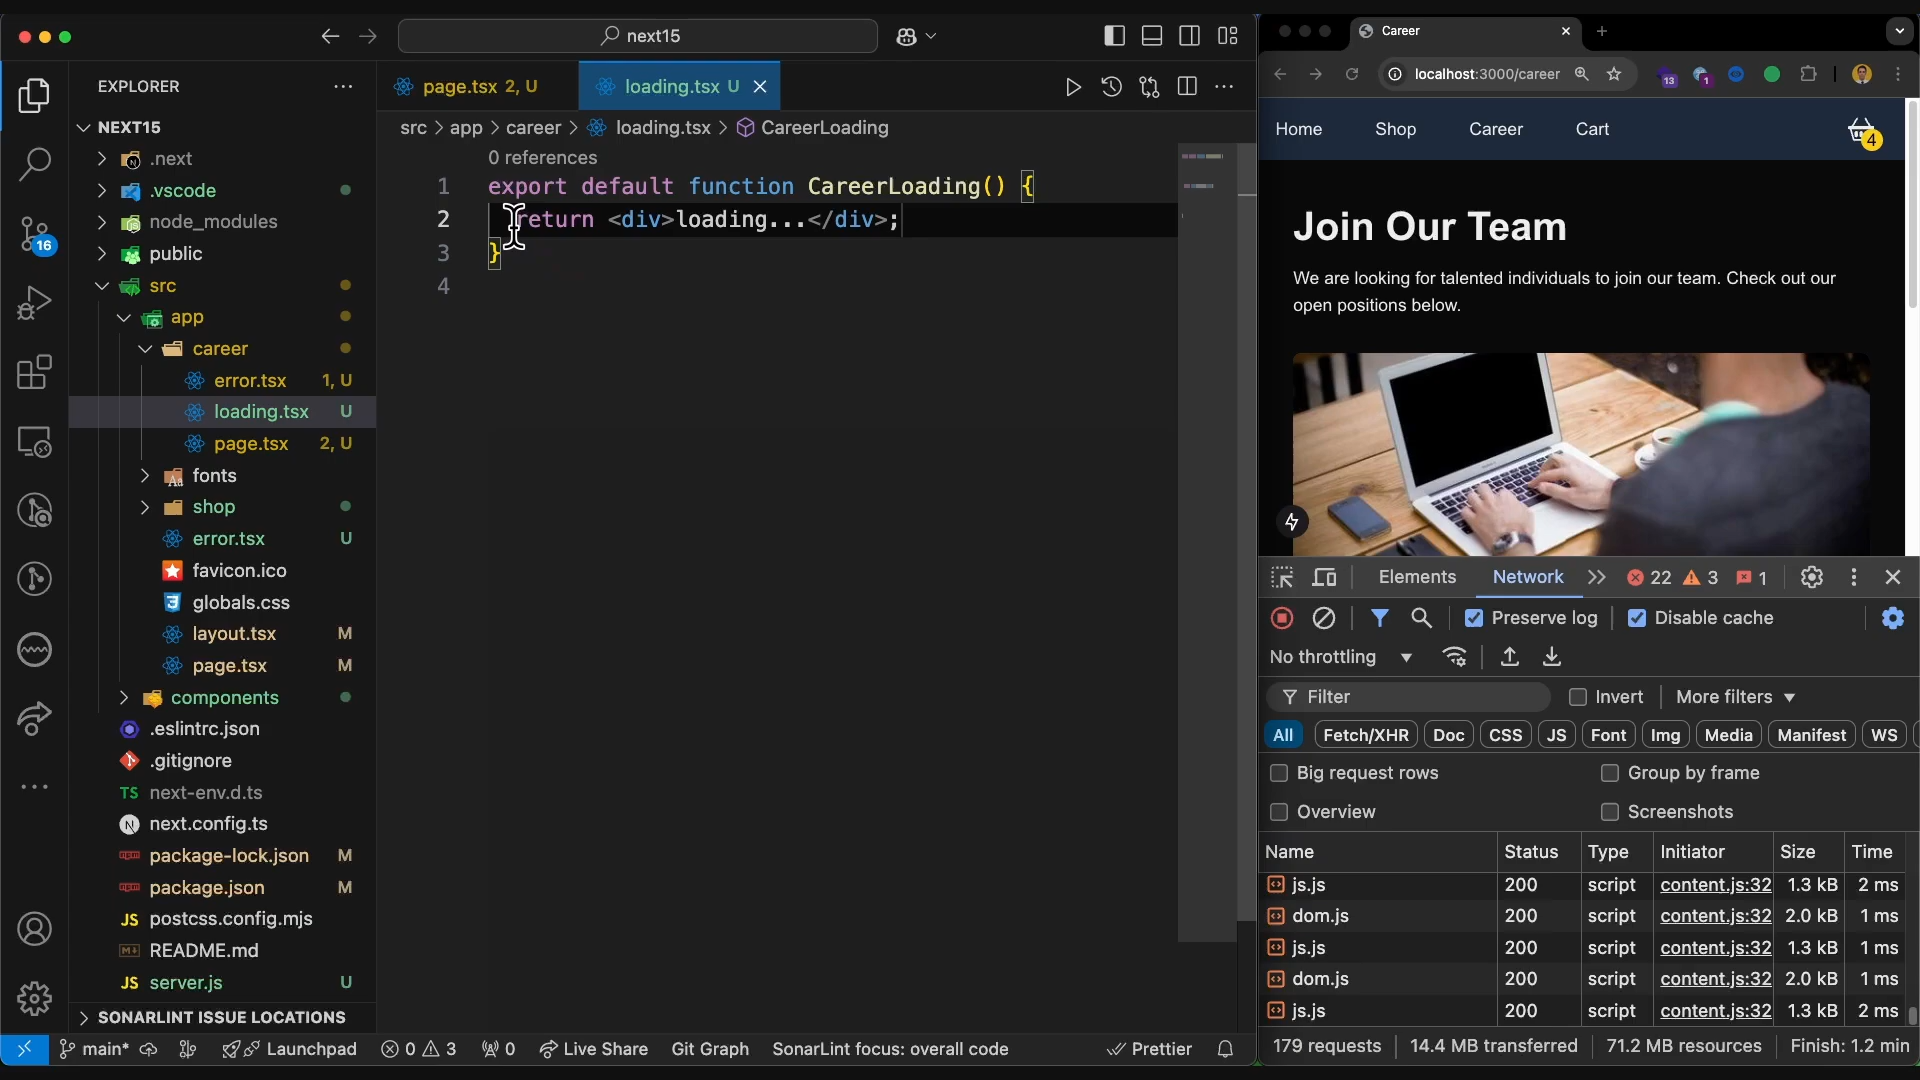 next15
EXPLORER
NEXT15
.next
.vscode
node_modules
public
src
app
career
error.tsx 1, U
loading.tsx U
page.tsx 2, U
fonts
shop
error.tsx U
favicon.ico
globals.css
layout.tsx M
page.tsx M
components
.eslintrc.json
.gitignore
TS next-env.d.ts
next.config.ts
package-lock.json M
package.json M
JS postcss.config.mjs
README.md
JS server.js U
SONARLINT ISSUE LOCATIONS
16
page.tsx 2, U
loading.tsx U
src > app > career > loading.tsx > CareerLoading
0 references
1 export default function CareerLoading() {
2 return <div>loading...</div>;
3 }
4
main* Launchpad 0 3 0 Live Share Git Graph SonarLint focus: overall code Prettier
Career
localhost:3000/career
13
1
Home Shop Career Cart
4
Join Our Team
We are looking for talented individuals to join our team. Check out our
open positions below.
Elements Network 22 3 1
Preserve log Disable cache
No throttling
Filter Invert More filters
All Fetch/XHR Doc CSS JS Font Img Media Manifest WS
Big request rows Group by frame
Overview Screenshots
Name Status Type Initiator Size Time
js.js 200 script content.js:32 1.3 kB 2 ms
dom.js 200 script content.js:32 2.0 kB 1 ms
js.js 200 script content.js:32 1.3 kB 1 ms
dom.js 200 script content.js:32 2.0 kB 1 ms
js.js 200 script content.js:32 1.3 kB 2 ms
179 requests 14.4 MB transferred 71.2 MB resources Finish: 1.2 min